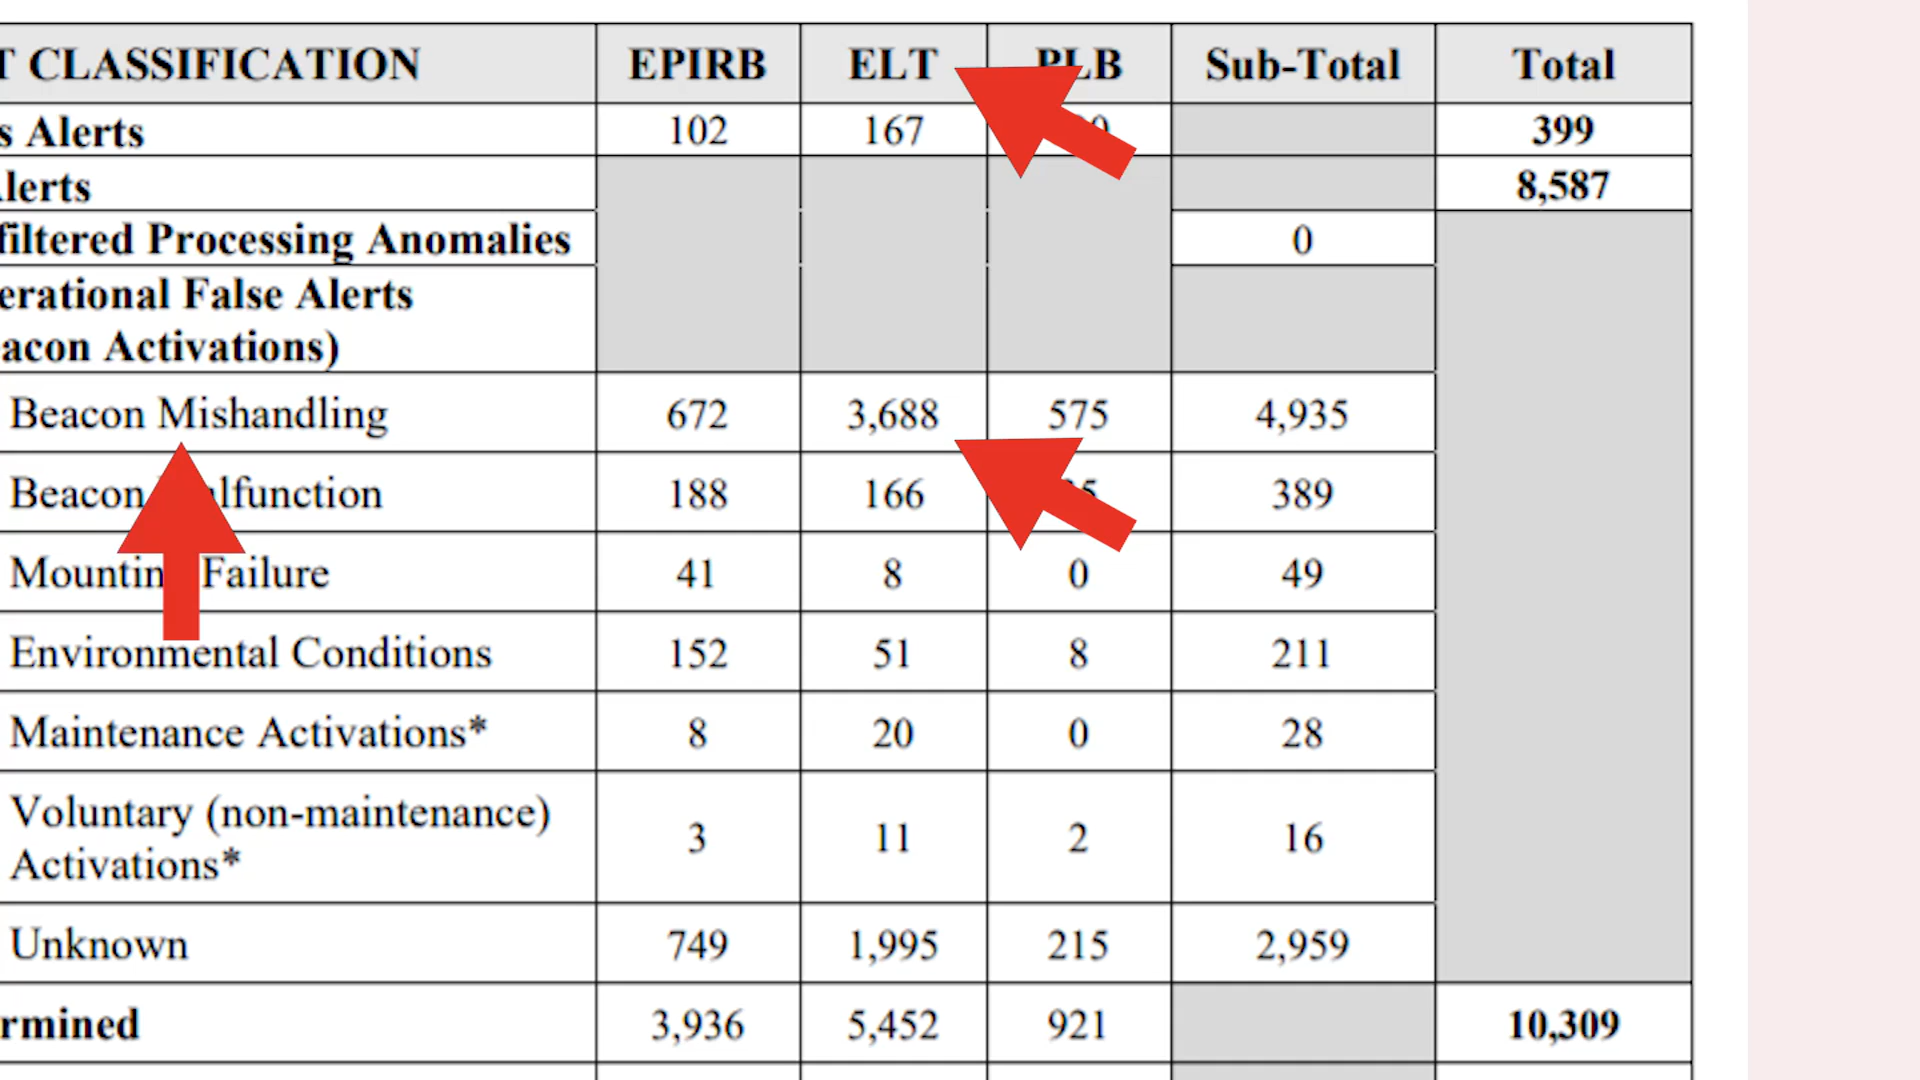 T CLASSIFICATION EPIRB ELT PLB Sub-Total Total
s Alerts 102 167 399
lerts 8,587
filtered Processing Anomalies 0
erational False Alerts
acon Activations)
Beacon Mishandling 672 3,688 575 4,935
Beacon 188 166 389
Failure 41 8 0 49
Environmental Conditions 152 51 8 211
Maintenance Activations* 8 20 0 28
Voluntary (non-maintenance)
Activations* 3 11 2 16
Unknown 749 1,995 215 2,959
rmined 3,936 5,452 921 10,309